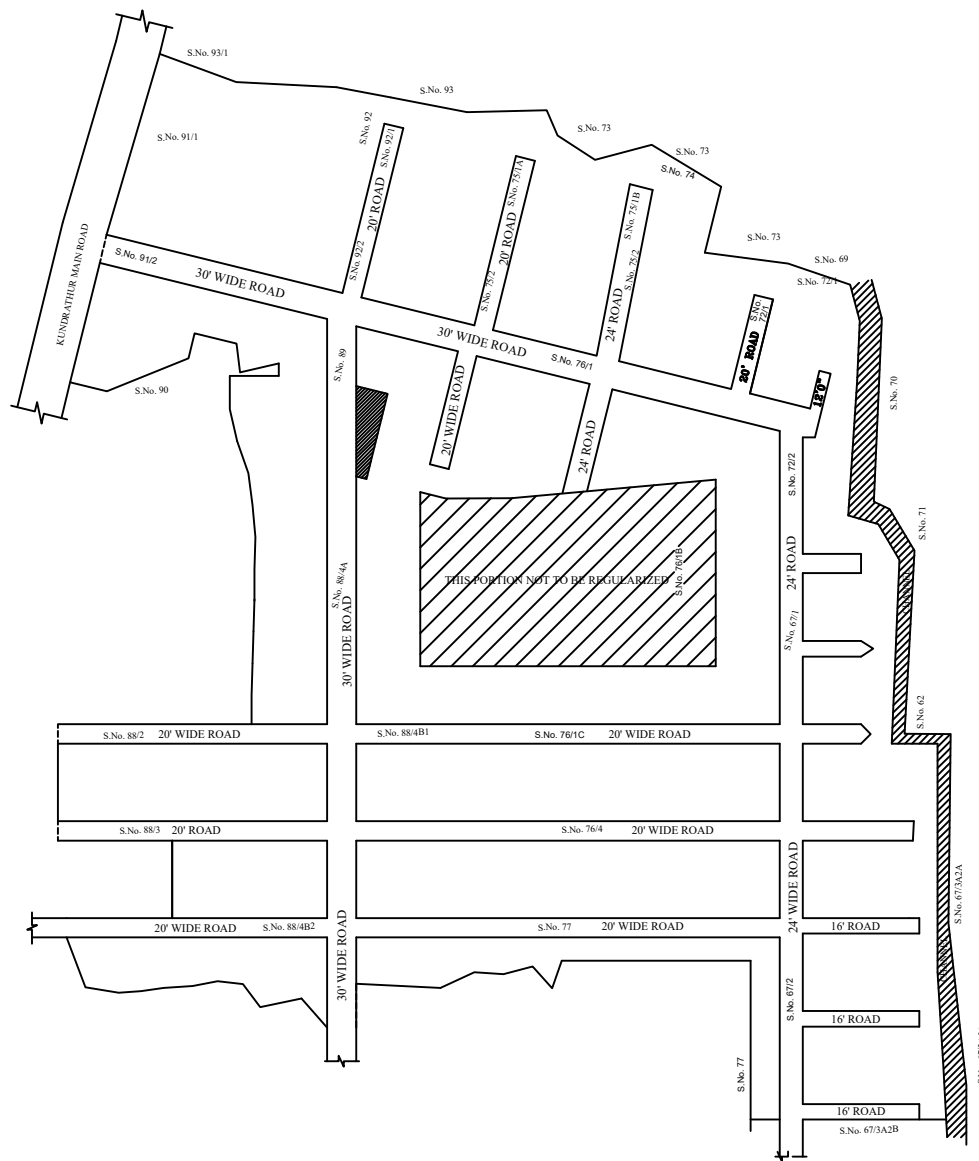 S.No. 93/1
S.No. 93
S.No. 92
S.No. 92/1
S.No. 91/1
S.No. 73
S.No. 73
S.No. 74
S.No. 75/1A
S.No. 75/1B
20' ROAD
20' ROAD
S.No. 92/2
S.No. 75/2
S.No. 75/2
S.No. 73
S.No. 69
S.No. 72/1
S.No. 91/2
30' WIDE ROAD
KUNDRATHUR MAIN ROAD
24' ROAD
S.No. 72/1
30' WIDE ROAD
S.No. 76/1
20' ROAD
12'0"
S.No. 70
S.No. 89
S.No. 90
20' WIDE ROAD
24' ROAD
S.No. 72/2
S.No. 71
24' ROAD
S.No. 88/4A
THIS PORTION NOT TO BE REGULARIZED
S.No. 76/1B
S.No. 67/1
30' WIDE ROAD
S.No. 62
S.No. 88/2
20' WIDE ROAD
S.No. 88/4B1
S.No. 76/1C
20' WIDE ROAD
S.No. 88/3
20' ROAD
S.No. 76/4
20' WIDE ROAD
24' WIDE ROAD
S.No. 67/3A2A
20' WIDE ROAD
S.No. 88/4B2
S.No. 77
20' WIDE ROAD
16' ROAD
30' WIDE ROAD
S.No. 67/2
16' ROAD
S.No. 77
16' ROAD
S.No. 67/3A2B